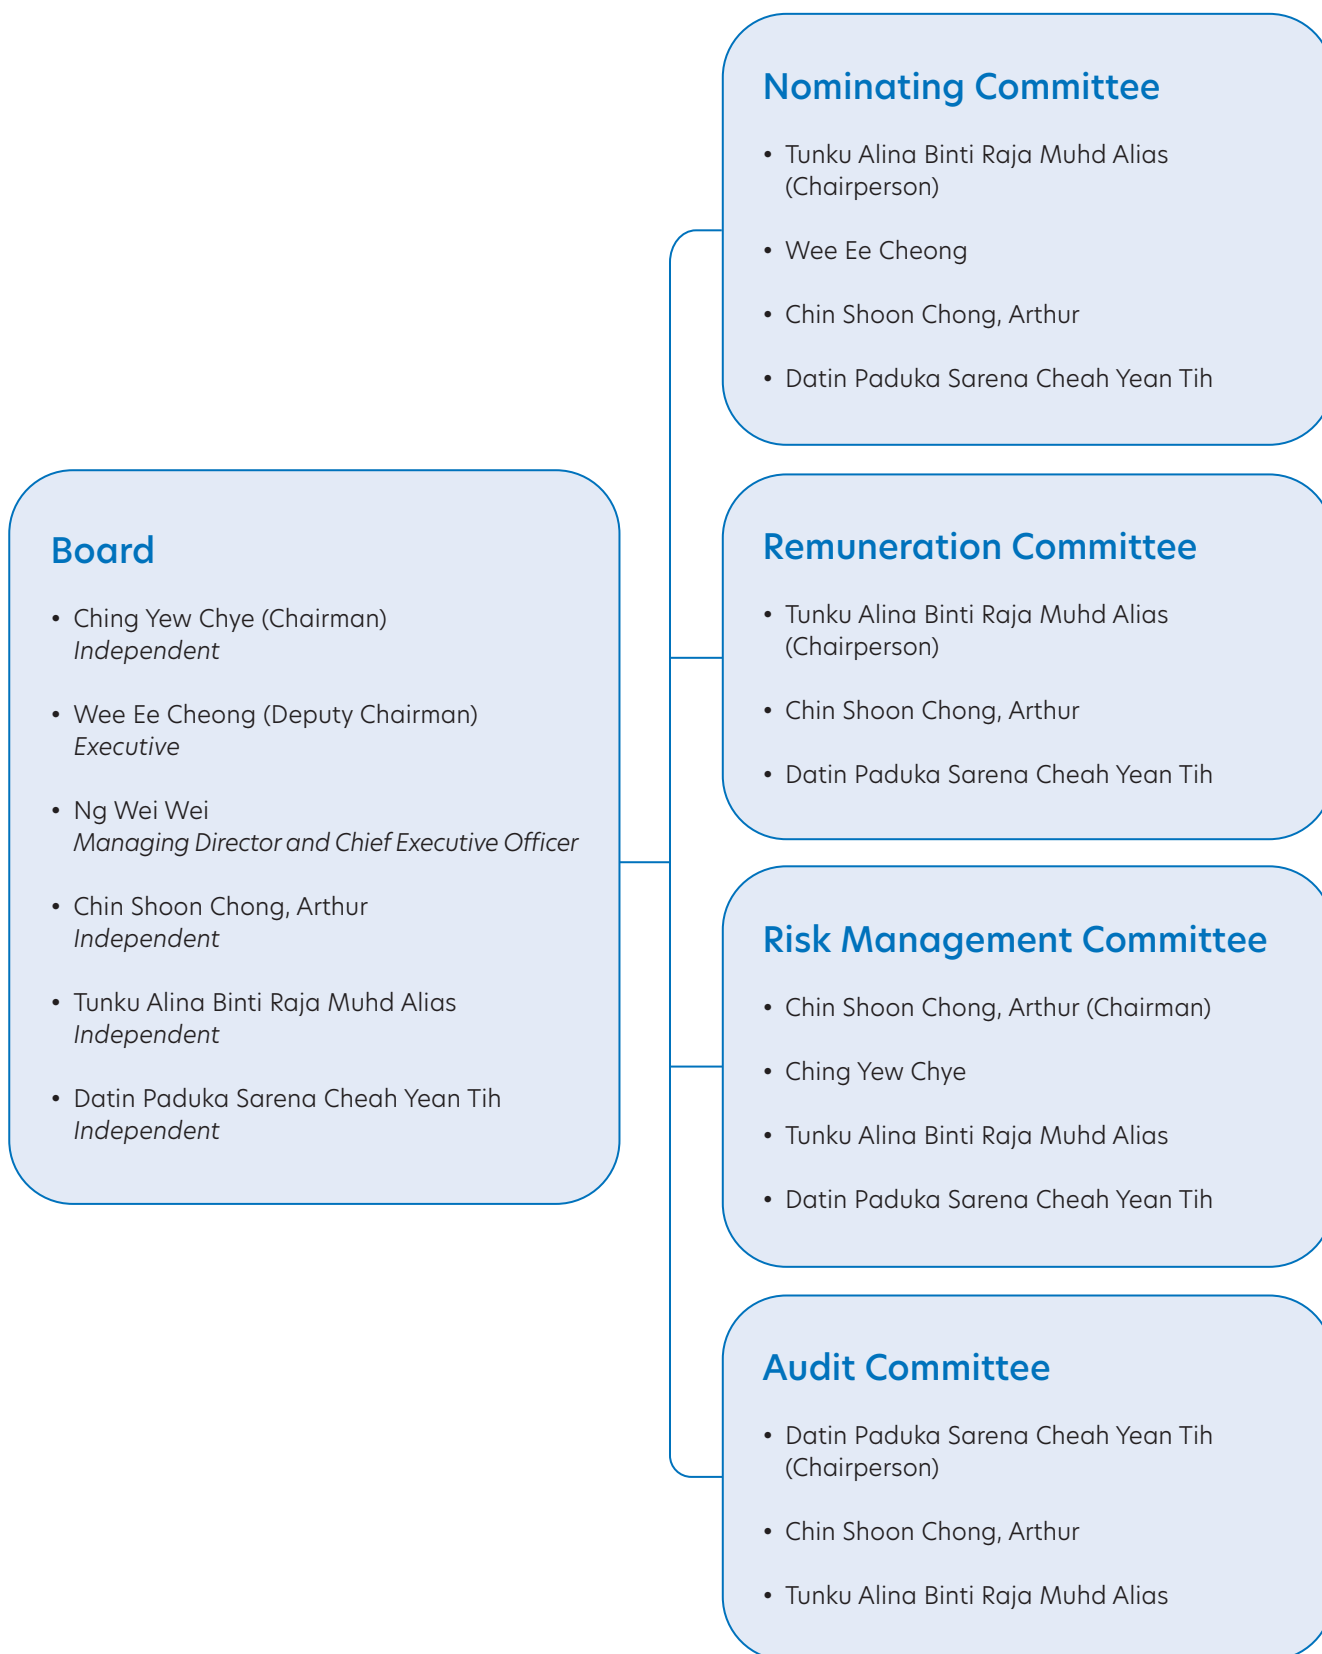 Board
• Ching Yew Chye (Chairman)
Independent
• Wee Ee Cheong (Deputy Chairman)
Executive
• Ng Wei Wei
Managing Director and Chief Executive Officer
• Chin Shoon Chong, Arthur
Independent
• Tunku Alina Binti Raja Muhd Alias
Independent
• Datin Paduka Sarena Cheah Yean Tih
Independent
Nominating Committee
• Tunku Alina Binti Raja Muhd Alias
(Chairperson)
• Wee Ee Cheong
• Chin Shoon Chong, Arthur
• Datin Paduka Sarena Cheah Yean Tih
Remuneration Committee
• Tunku Alina Binti Raja Muhd Alias
(Chairperson)
• Chin Shoon Chong, Arthur
• Datin Paduka Sarena Cheah Yean Tih
Risk Management Committee
• Chin Shoon Chong, Arthur (Chairman)
• Ching Yew Chye
• Tunku Alina Binti Raja Muhd Alias
• Datin Paduka Sarena Cheah Yean Tih
Audit Committee
• Datin Paduka Sarena Cheah Yean Tih
(Chairperson)
• Chin Shoon Chong, Arthur
• Tunku Alina Binti Raja Muhd Alias